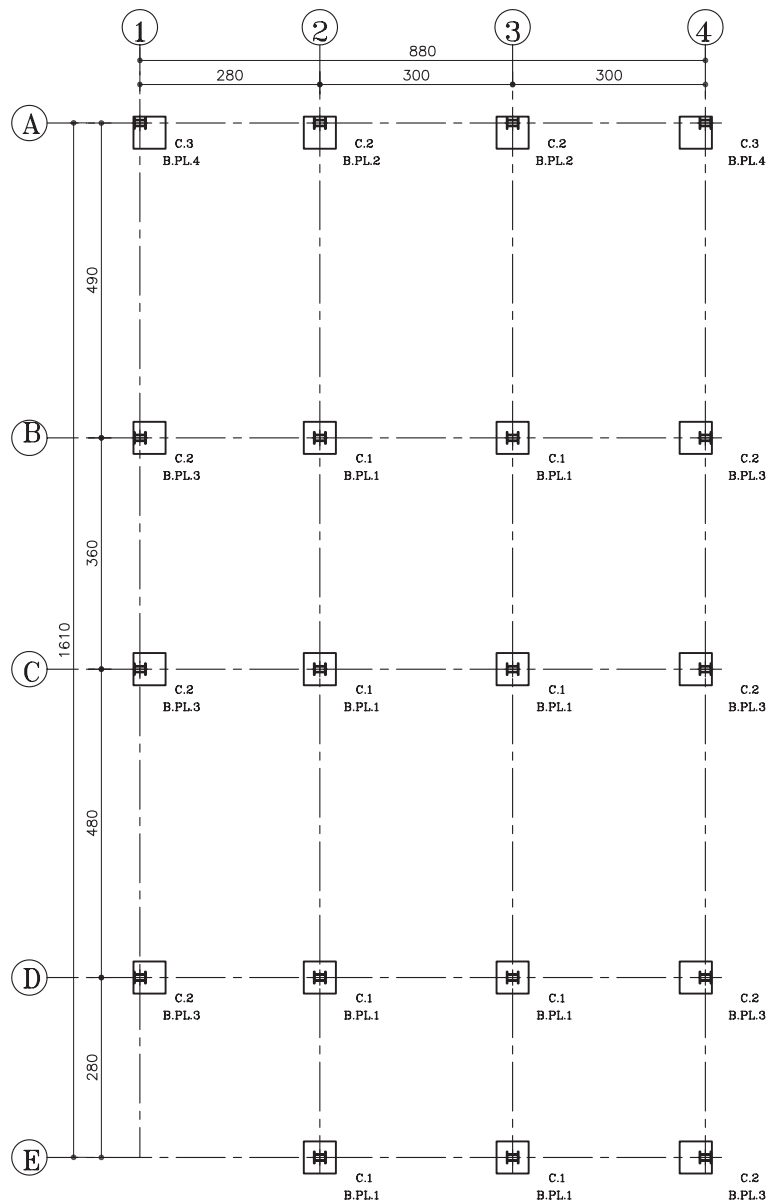 1 2 3 4
880
280 300 300
A
C.3 C.2 C.2 C.3
B.PL.4 B.PL.2 B.PL.2 B.PL.4
490
B
C.2 C.1 C.1 C.2
B.PL.3 B.PL.1 B.PL.1 B.PL.3
360
1610
C
C.2 C.1 C.1 C.2
B.PL.3 B.PL.1 B.PL.1 B.PL.3
480
D
C.2 C.1 C.1 C.2
B.PL.3 B.PL.1 B.PL.1 B.PL.3
280
E
C.1 C.1 C.2
B.PL.1 B.PL.1 B.PL.3